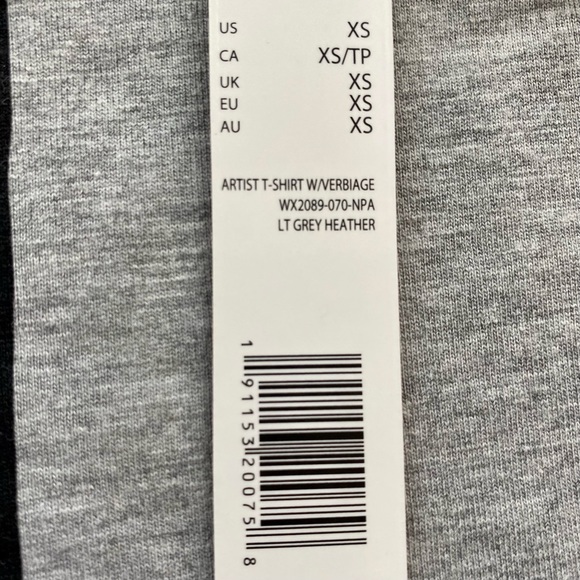 US XS
CA XS/TP
UK XS
EU XS
AU XS
ARTIST T-SHIRT W/VERBIAGE
WX2089-070-NPA
LT GREY HEATHER
1 91153 20075 8